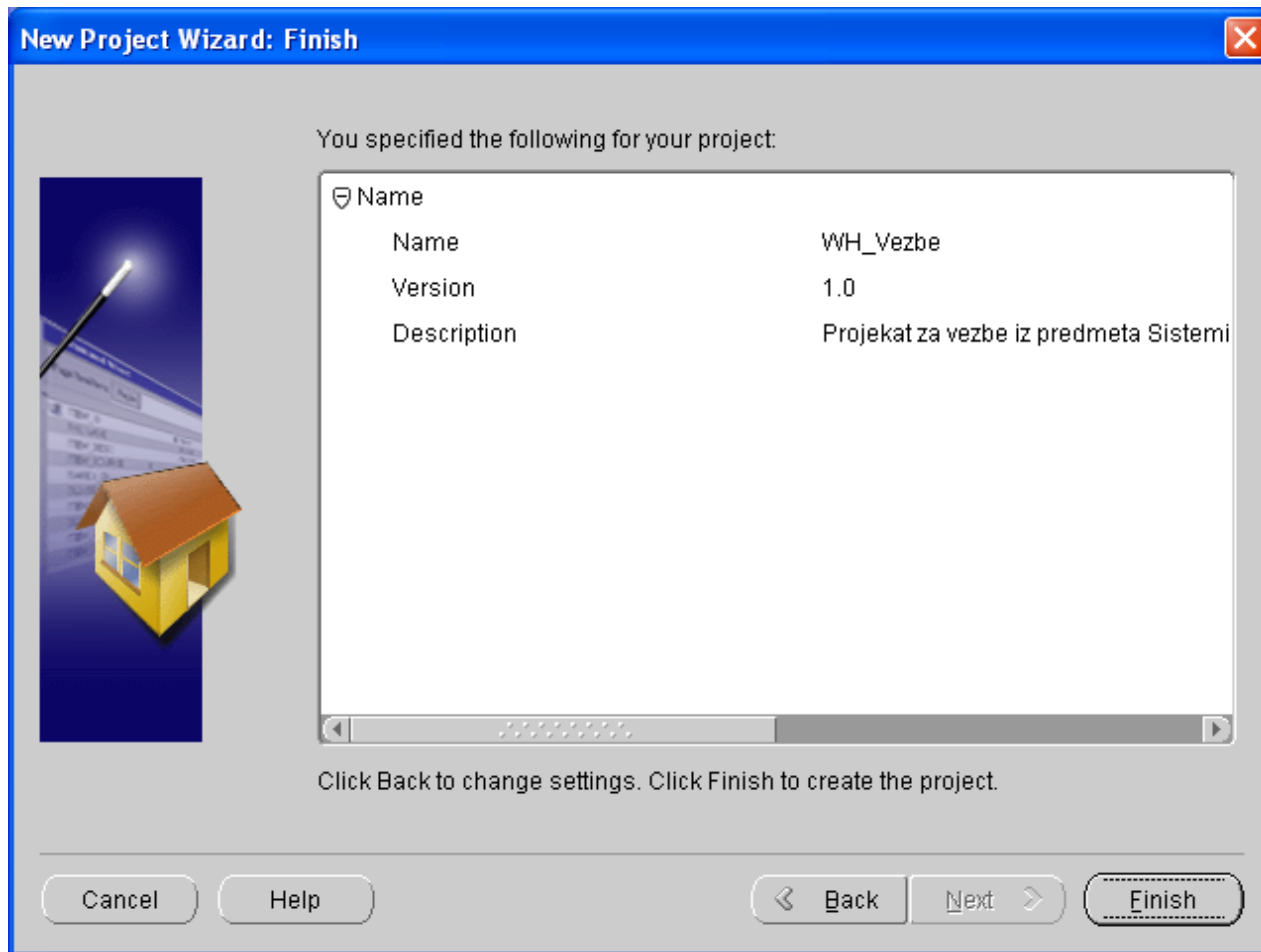 New Project Wizard: Finish
You specified the following for your project:
Name
Name WH_Vezbe
Version 1.0
Description Projekat za vezbe iz predmeta Sistemi
Click Back to change settings. Click Finish to create the project.
Cancel Help Back Next Finish